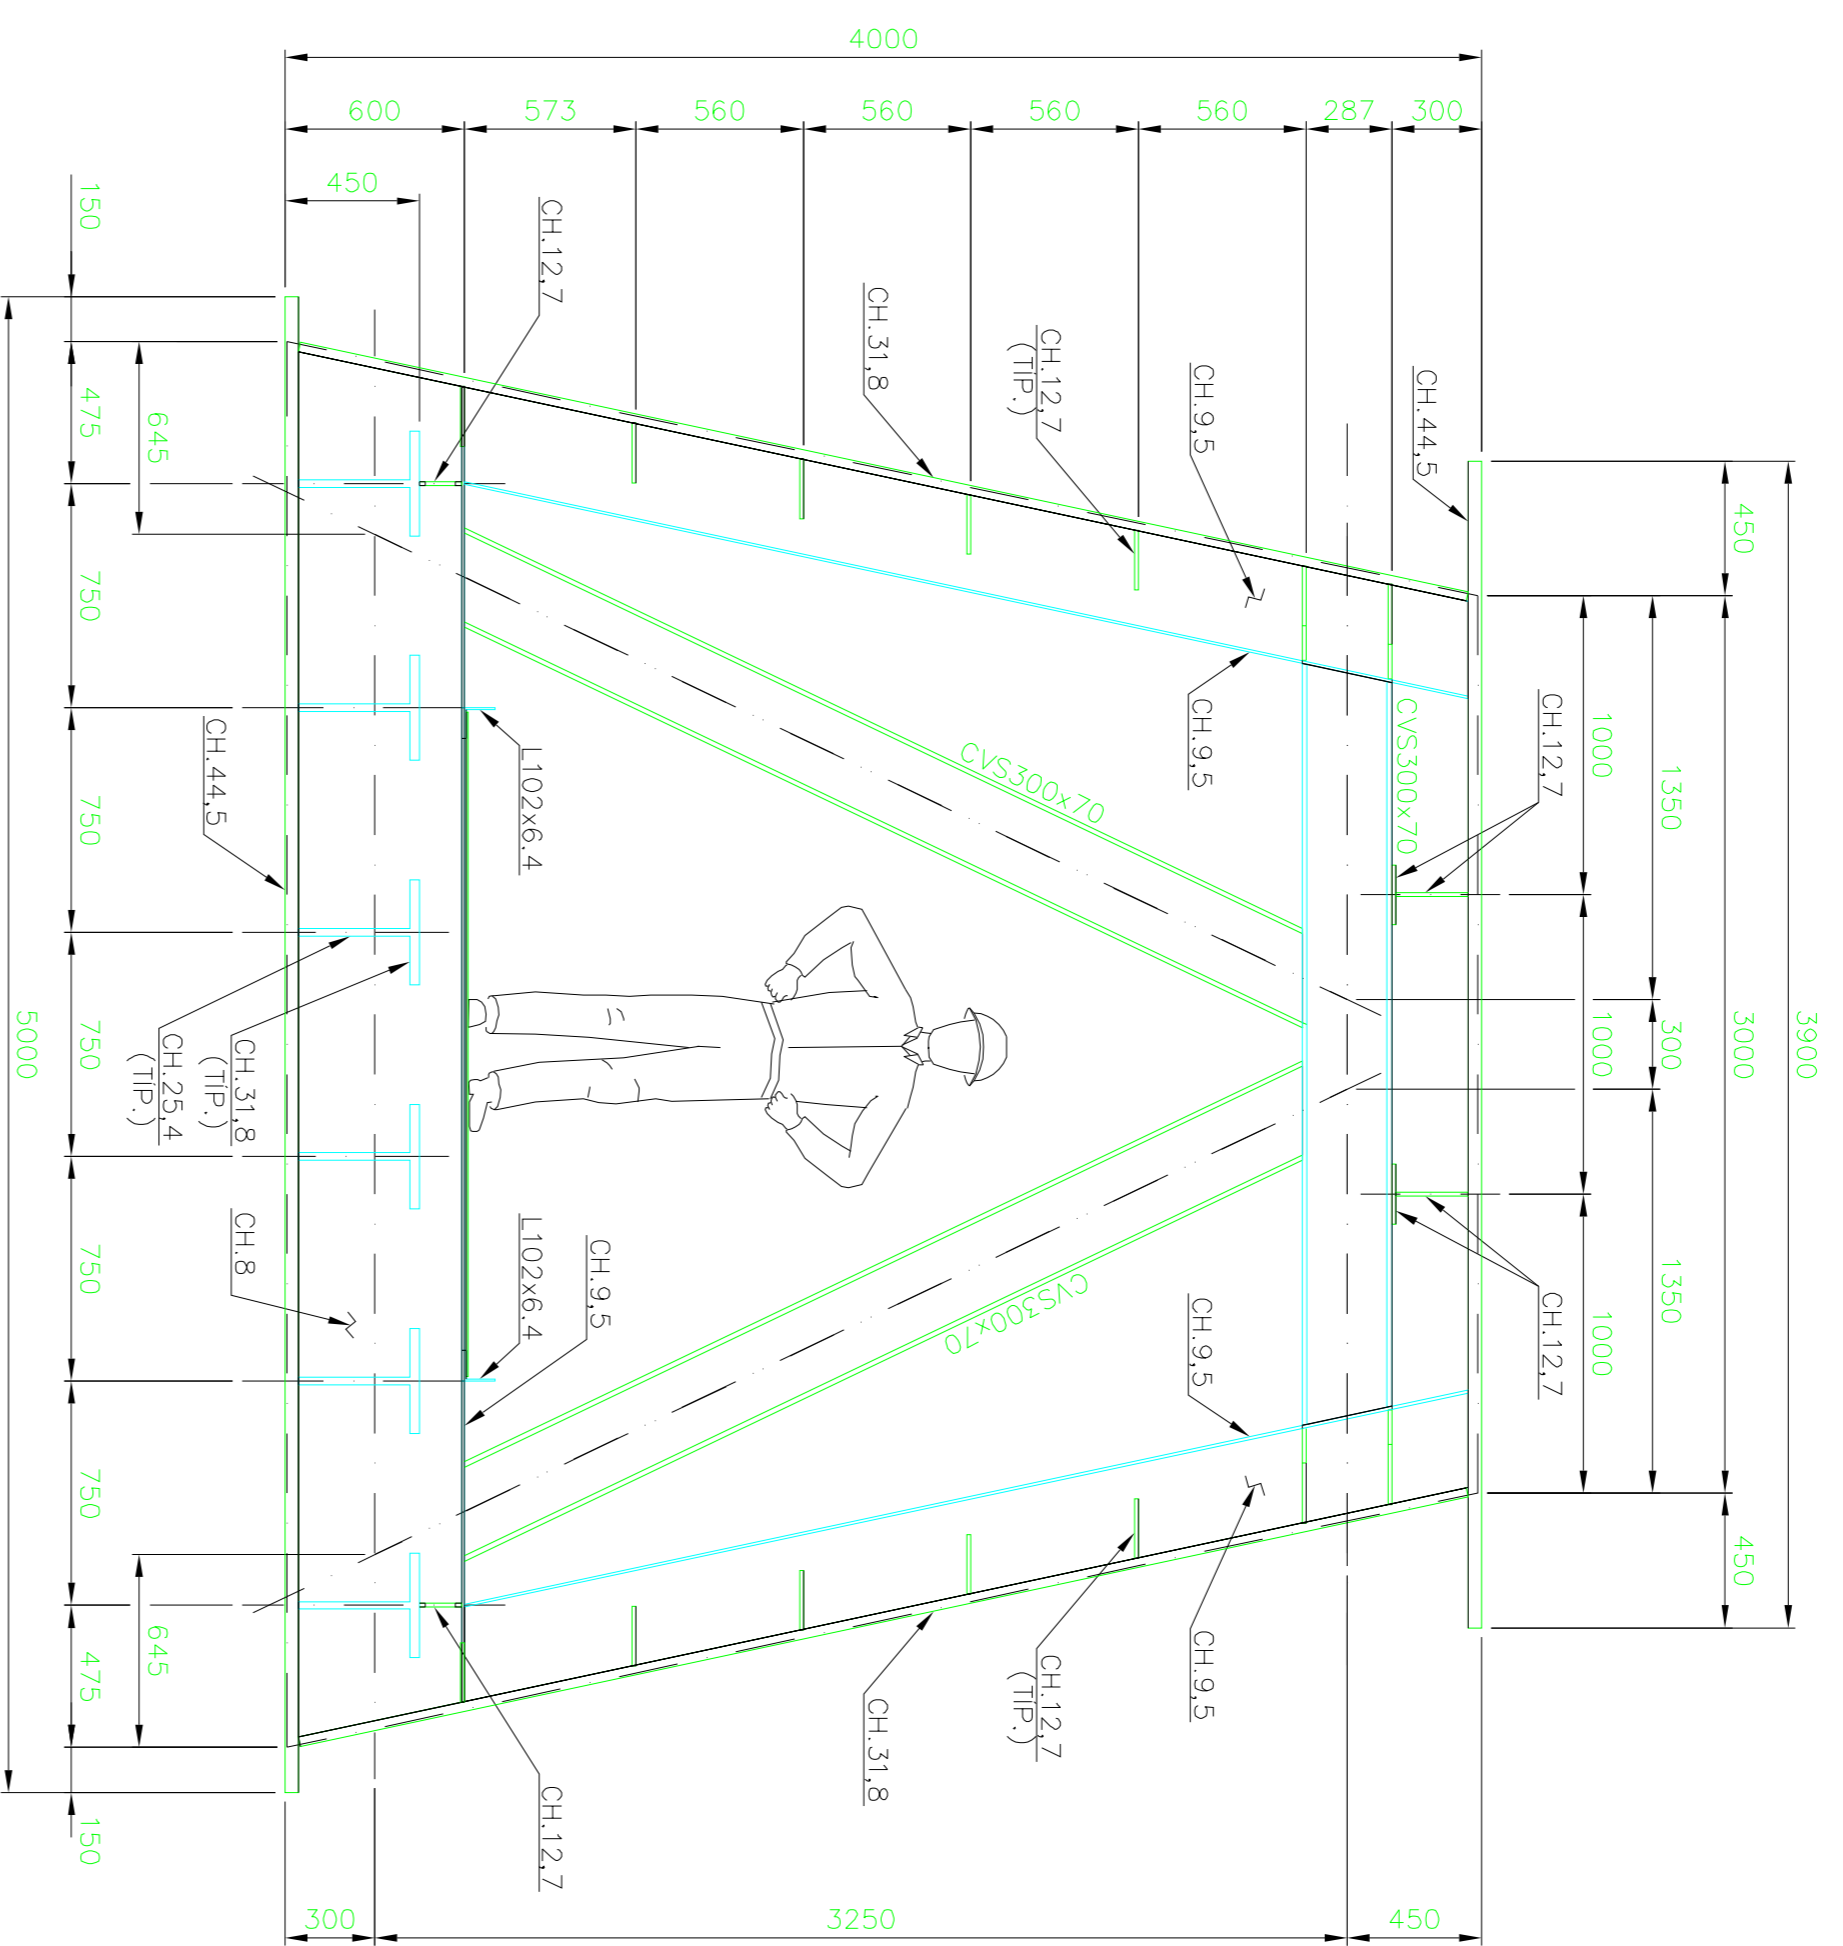 4000
600
573
560
560
560
560
287
300
450
150
475
645
750
750
750
750
750
475
645
150
5000
CH.12,7
CH.31,8
CH.12,7
(TÍP.)
CH.9,5
CH.44,5
450
3900
3000
450
1350
300
1350
1000
1000
1000
CH.12,7
CH.12,7
CVS300x70
CH.9,5
CVS300x70
CVS300x70
L102x6.4
L102x6.4
CH.9,5
CH.44,5
CH.31,8
(TÍP.)
CH.25,4
(TÍP.)
CH.8
CH.9,5
CH.9,5
CH.12,7
(TÍP.)
CH.31,8
CH.12,7
300
3250
450